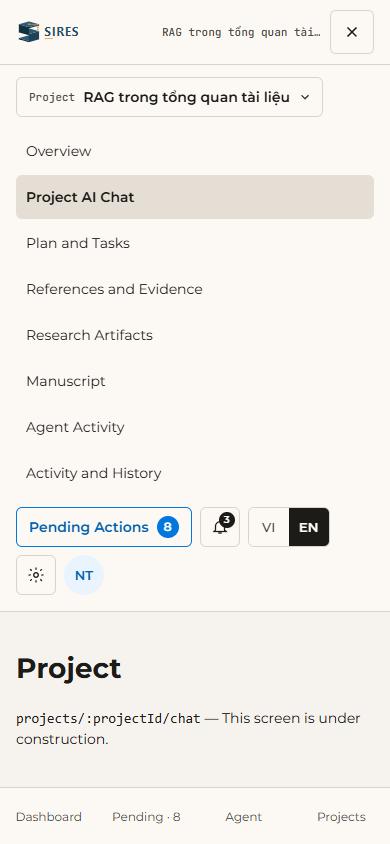 SIRES
RAG trong tổng quan tài…
Project RAG trong tổng quan tài liệu
Overview
Project AI Chat
Plan and Tasks
References and Evidence
Research Artifacts
Manuscript
Agent Activity
Activity and History
Pending Actions 8 3 VI EN
NT
Project
projects/:projectId/chat — This screen is under
construction.
Dashboard Pending · 8 Agent Projects